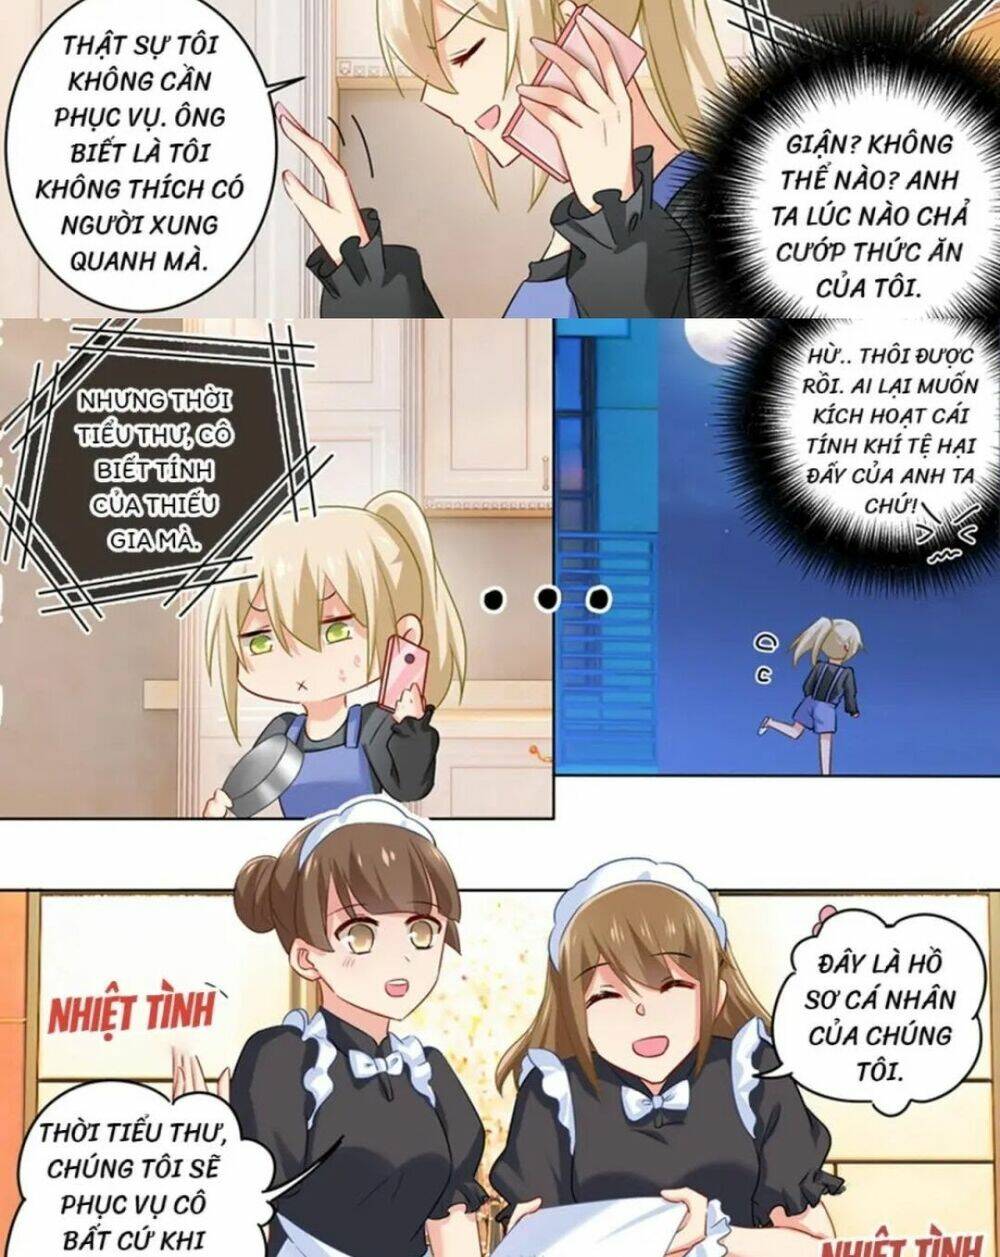 THẬT SỰ TÔI
KHÔNG CẦN
PHỤC VỤ. ÔNG
BIẾT LÀ TÔI
KHÔNG THÍCH CÓ
NGƯỜI XUNG
QUANH MÀ.
GIẬN? KHÔNG
THỂ NÀO? ANH
TA LÚC NÀO CHẢ
CƯỚP THỨC ĂN
CỦA TÔI.
NHƯNG THỜI
TIỂU THƯ, CÔ
BIẾT TÍNH
CỦA THIẾU
GIA MÀ.
HỪ.. THÔI ĐƯỢC
RỒI. AI LẠI MUỐN
KÍCH HOẠT CÁI
TÍNH KHÍ TỆ HẠI
ĐẤY CỦA ANH TA
CHỨ!
NHIỆT TÌNH
ĐÂY LÀ HỒ
SƠ CÁ NHÂN
CỦA CHÚNG
TÔI.
THỜI TIỂU THƯ,
CHÚNG TÔI SẼ
PHỤC VỤ CÔ
BẤT CỨ KHI
NHIỆT TÌNH